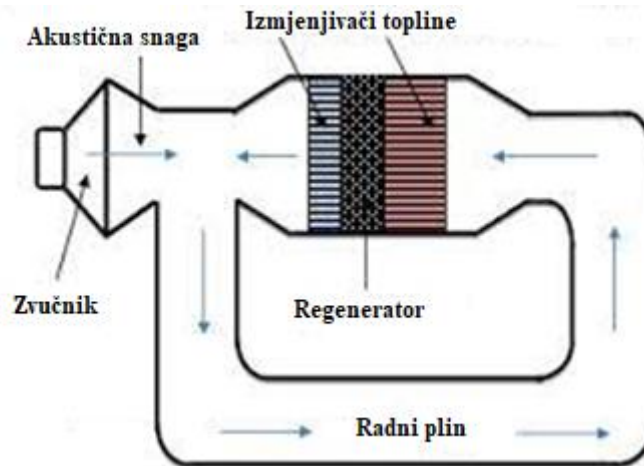 Izmjenjivači topline
Akustična snaga
Zvučnik
Regenerator
Radni plin